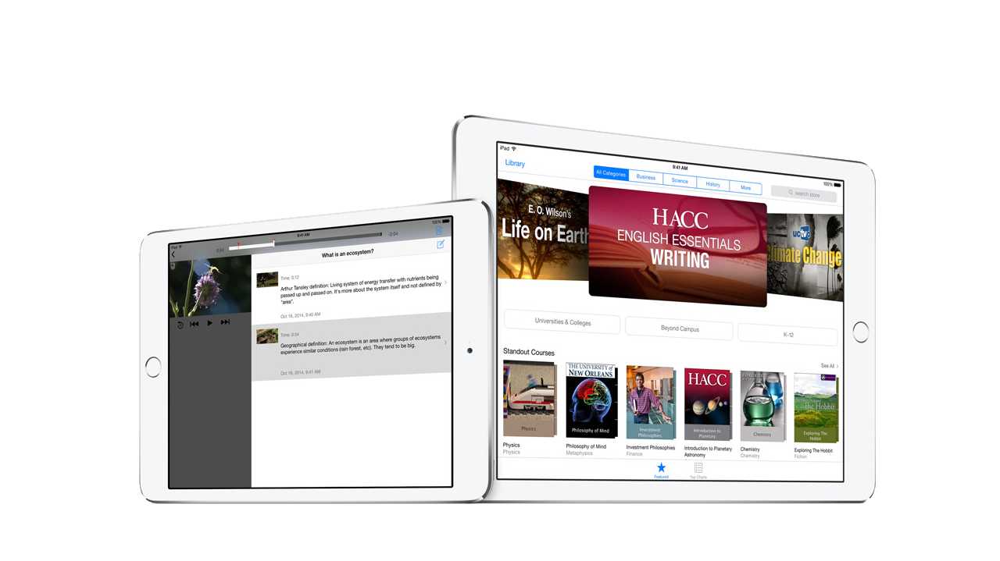 iPad
9:41 AM
100%
0:54
-2:04
What is an ecosystem?
Time: 0:12
Arthur Tansley definition: Living system of energy transfer with nutrients being
passed up and passed on. It's more about the system itself and not defined by
"area".
Oct 16, 2014, 9:40 AM
Time: 0:54
Geographical definition: An ecosystem is an area where groups of ecosystems
experience similar conditions (rain forest, etc). They tend to be big.
Oct 16, 2014, 9:41 AM
iPad
9:41 AM
100%
Library
All Categories
Business
Science
History
More
search store
E. O. Wilson's
Life on Earth
HACC
ENGLISH ESSENTIALS
WRITING
uctv
Climate Change
Universities & Colleges
Beyond Campus
K-12
Standout Courses
See All
Physics
THE UNIVERSITY of
NEW ORLEANS
Philosophy of Mind
Investment
Philosophies
HACC
Introduction to
Planetary
Chemistry
The Hobbit
Exploring The
Hobbit
Physics
Physics
Philosophy of Mind
Metaphysics
Investment Philosophies
Finance
Introduction to Planetary
Astronomy
Chemistry
Chemistry
Exploring The Hobbit
Fiction
Featured
Top Charts